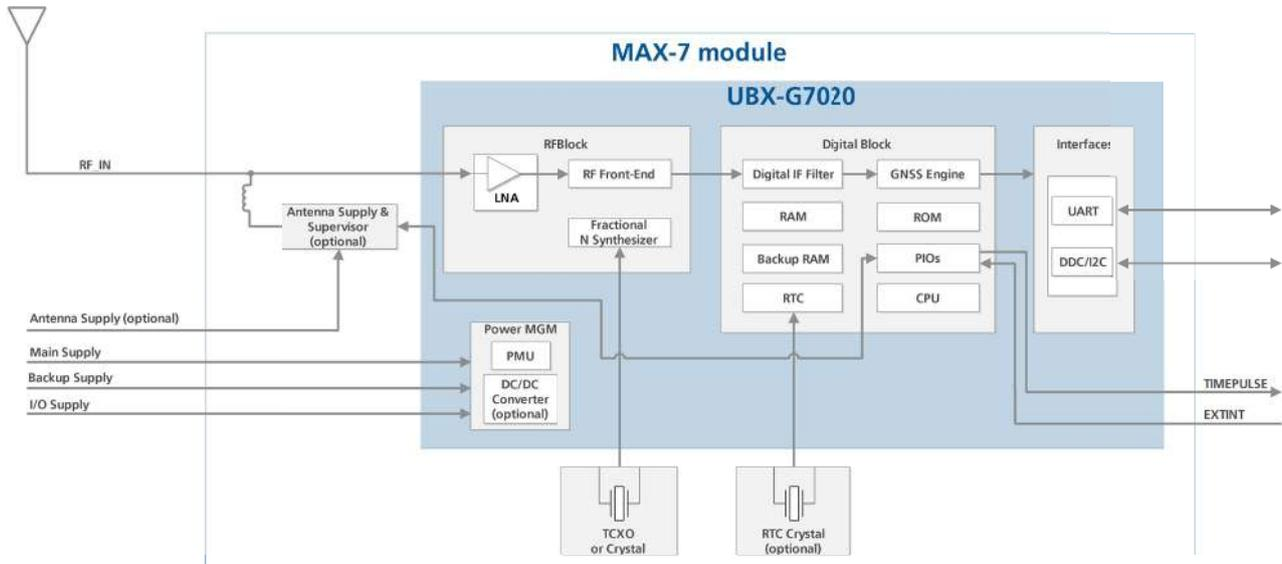 MAX-7 module
UBX-G7020
RFBlock
Digital Block
Interfaces
RF_IN
LNA
RF Front-End
Digital IF Filter
GNSS Engine
Antenna Supply &
Supervisor
(optional)
Fractional
N Synthesizer
RAM
ROM
UART
Backup RAM
PIOs
DDC/I2C
RTC
CPU
Antenna Supply (optional)
Main Supply
Backup Supply
I/O Supply
Power MGM
PMU
DC/DC
Converter
(optional)
TIMEPULSE
EXTINT
TCXO
or Crystal
RTC Crystal
(optional)